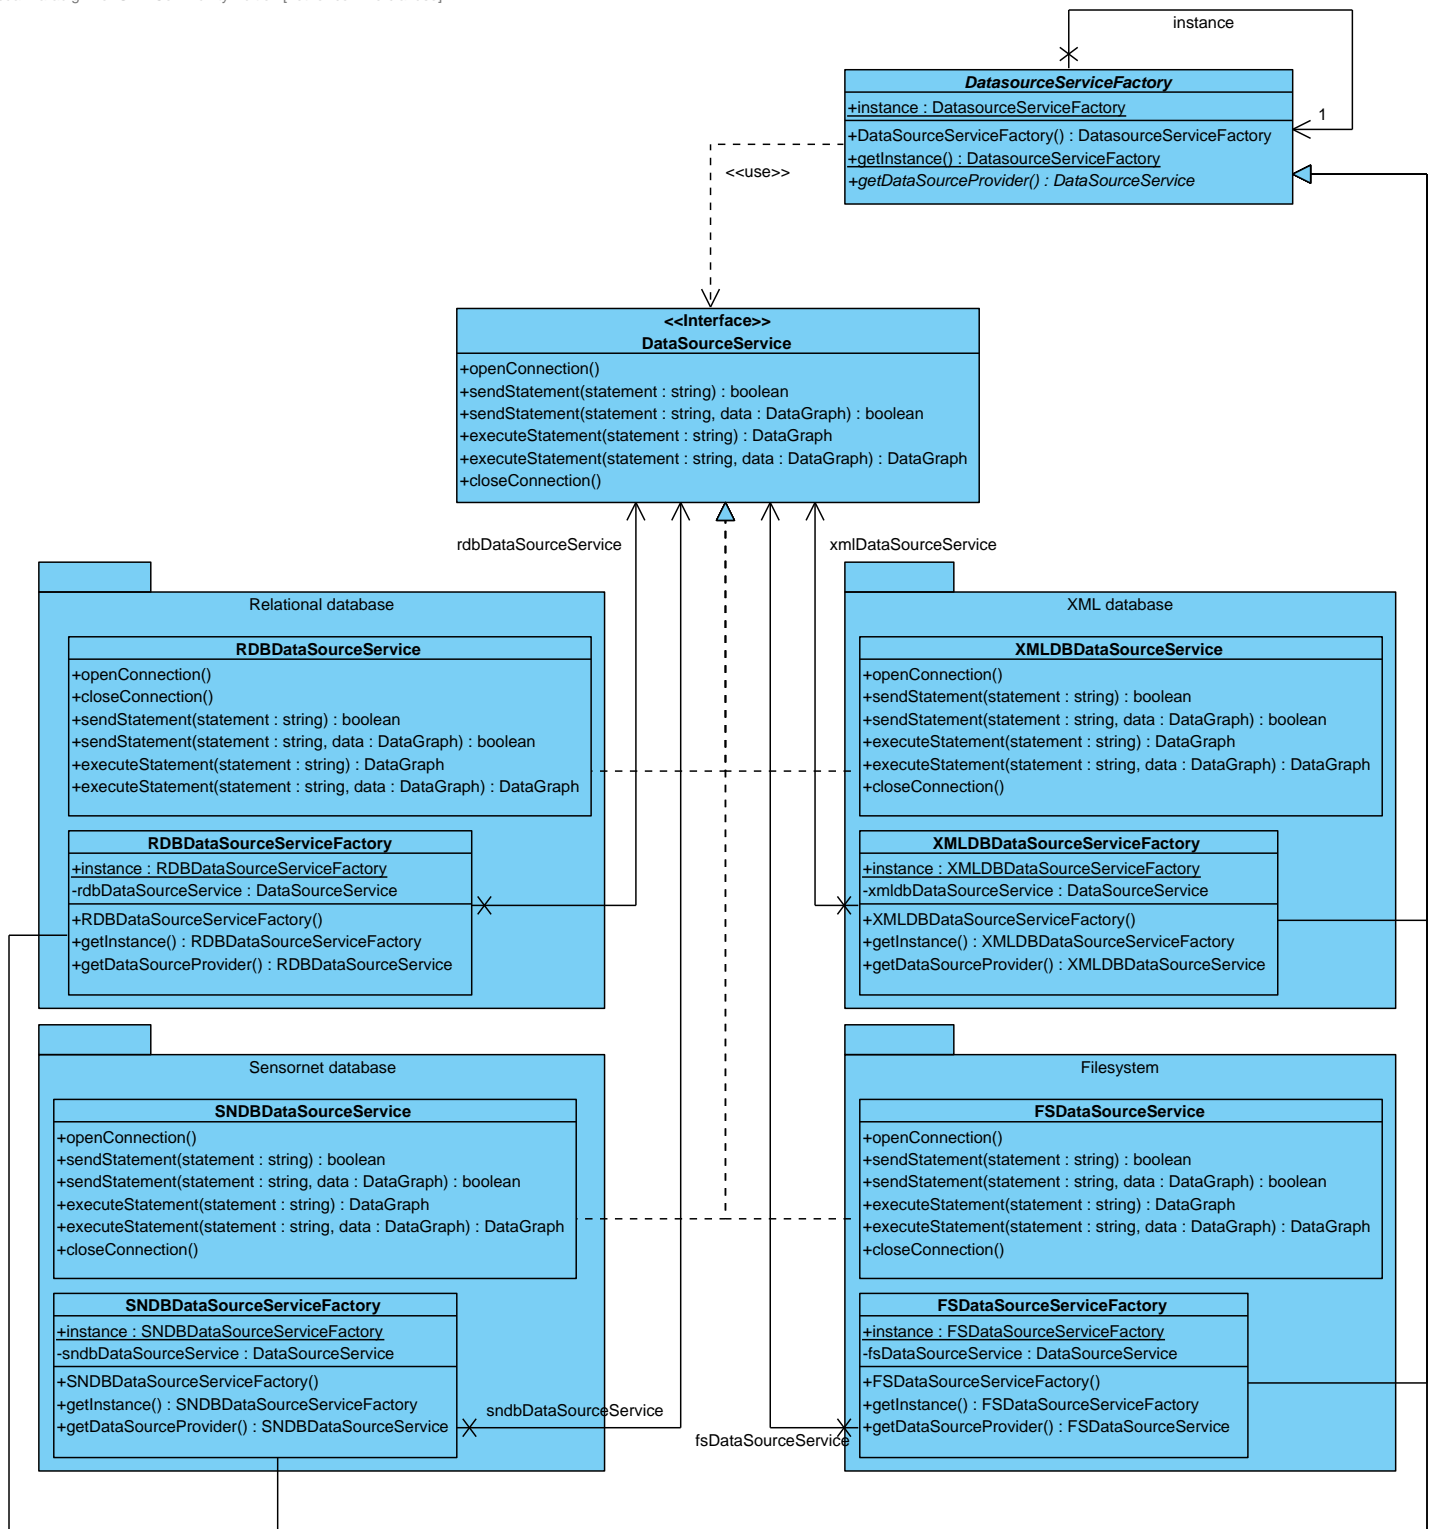 instance
DatasourceServiceFactory
+instance : DatasourceServiceFactory
1
+DataSourceServiceFactory() : DatasourceServiceFactory
+getInstance() : DatasourceServiceFactory
+getDataSourceProvider() : DataSourceService
<<use>>
<<Interface>>
DataSourceService
+openConnection()
+sendStatement(statement : string) : boolean
+sendStatement(statement : string, data : DataGraph) : boolean
+executeStatement(statement : string) : DataGraph
+executeStatement(statement : string, data : DataGraph) : DataGraph
+closeConnection()
rdbDataSourceService
xmlDataSourceService
Relational database
RDBDataSourceService
+openConnection()
+closeConnection()
+sendStatement(statement : string) : boolean
+sendStatement(statement : string, data : DataGraph) : boolean
+executeStatement(statement : string) : DataGraph
+executeStatement(statement : string, data : DataGraph) : DataGraph
RDBDataSourceServiceFactory
+instance : RDBDataSourceServiceFactory
-rdbDataSourceService : DataSourceService
+RDBDataSourceServiceFactory()
+getInstance() : RDBDataSourceServiceFactory
+getDataSourceProvider() : RDBDataSourceService
XML database
XMLDBDataSourceService
+openConnection()
+sendStatement(statement : string) : boolean
+sendStatement(statement : string, data : DataGraph) : boolean
+executeStatement(statement : string) : DataGraph
+executeStatement(statement : string, data : DataGraph) : DataGraph
+closeConnection()
XMLDBDataSourceServiceFactory
+instance : XMLDBDataSourceServiceFactory
-xmldbDataSourceService : DataSourceService
+XMLDBDataSourceServiceFactory()
+getInstance() : XMLDBDataSourceServiceFactory
+getDataSourceProvider() : XMLDBDataSourceService
Sensornet database
SNDBDataSourceService
+openConnection()
+sendStatement(statement : string) : boolean
+sendStatement(statement : string, data : DataGraph) : boolean
+executeStatement(statement : string) : DataGraph
+executeStatement(statement : string, data : DataGraph) : DataGraph
+closeConnection()
SNDBDataSourceServiceFactory
+instance : SNDBDataSourceServiceFactory
-sndbDataSourceService : DataSourceService
+SNDBDataSourceServiceFactory()
+getInstance() : SNDBDataSourceServiceFactory
+getDataSourceProvider() : SNDBDataSourceService
sndbDataSourceService
fsDataSourceService
Filesystem
FSDataSourceService
+openConnection()
+sendStatement(statement : string) : boolean
+sendStatement(statement : string, data : DataGraph) : boolean
+executeStatement(statement : string) : DataGraph
+executeStatement(statement : string, data : DataGraph) : DataGraph
+closeConnection()
FSDataSourceServiceFactory
+instance : FSDataSourceServiceFactory
-fsDataSourceService : DataSourceService
+FSDataSourceServiceFactory()
+getInstance() : FSDataSourceServiceFactory
+getDataSourceProvider() : FSDataSourceService